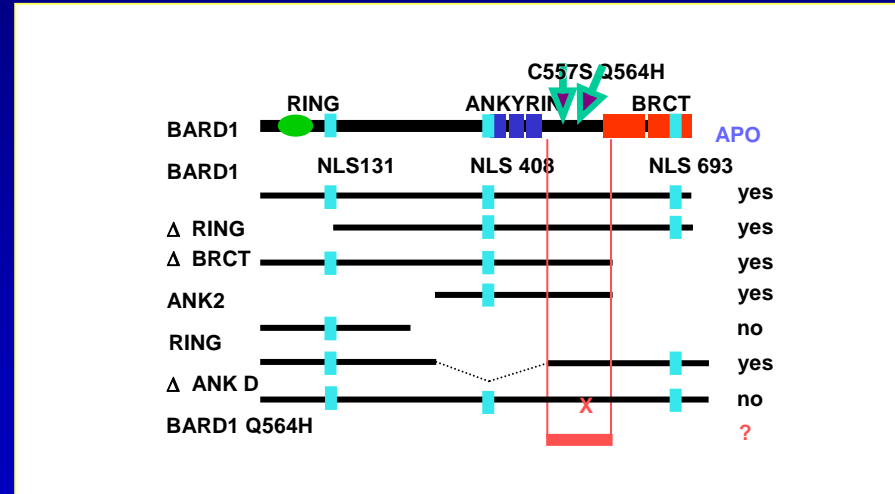 C557S Q564H
RING ANKYRIN BRCT
BARD1 APO
BARD1 NLS131 NLS 408 NLS 693
yes
Δ RING yes
Δ BRCT yes
ANK2 yes
RING no
yes
Δ ANK D no
X
BARD1 Q564H ?